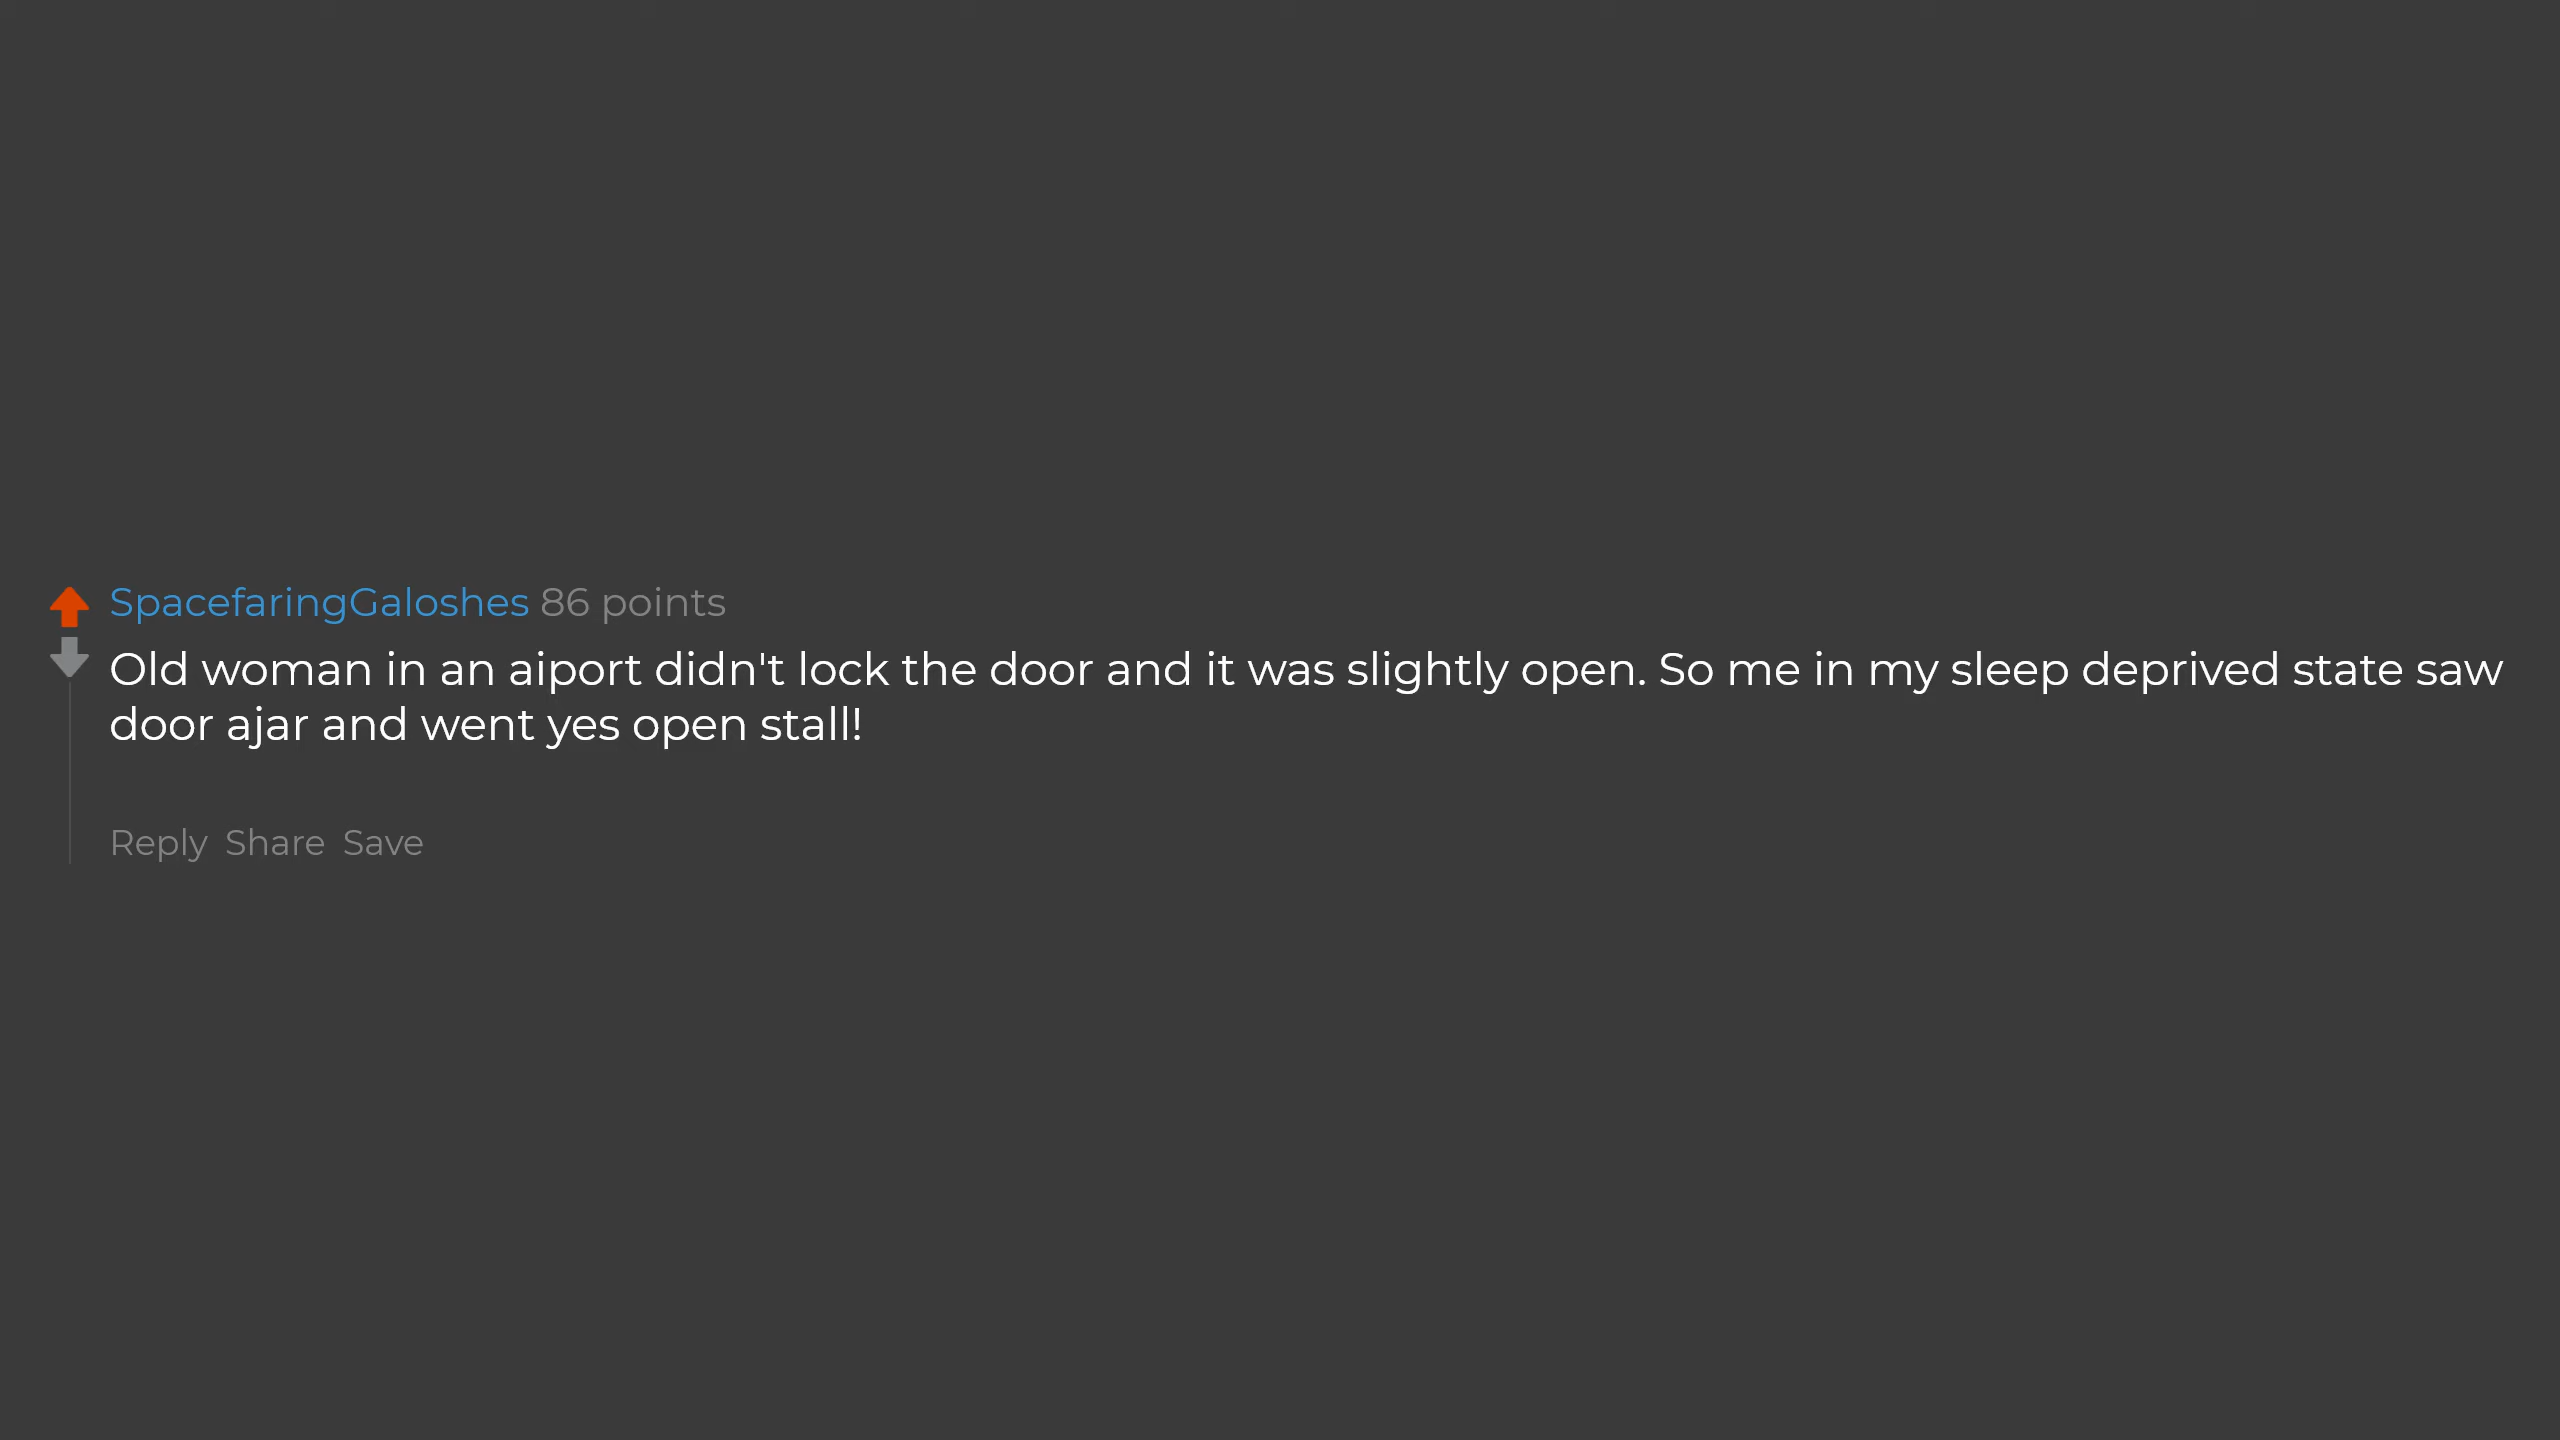 SpacefaringGaloshes 86 points
Old woman in an aiport didn't lock the door and it was slightly open. So me in my sleep deprived state saw
door ajar and went yes open stall!
Reply Share Save